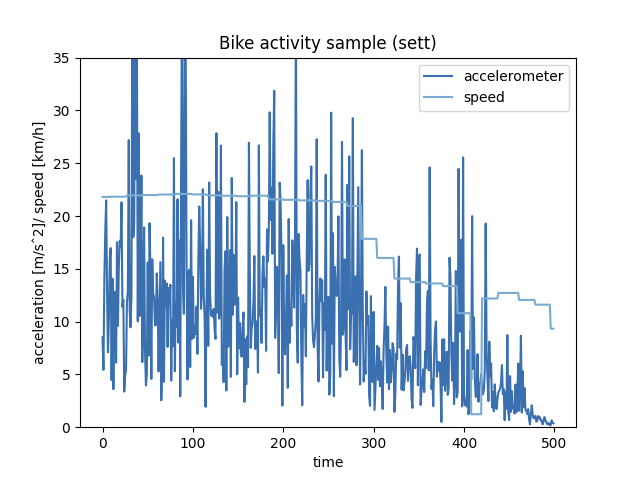 Bike activity sample (sett)
accelerometer
speed
acceleration [m/s^2]/ speed [km/h]
35
30
25
20
15
10
5
0
0 100 200 300 400 500
time